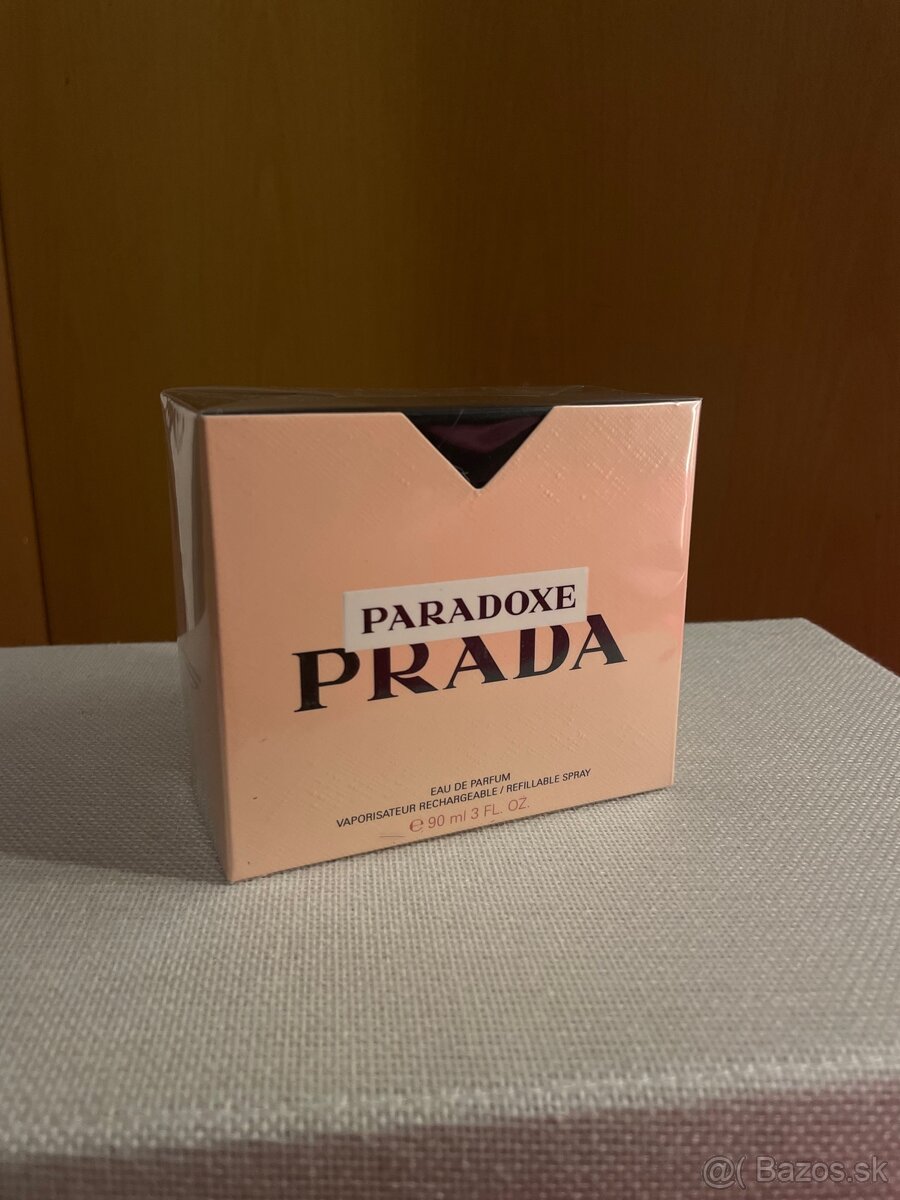 PARADOXE
PRADA
EAU DE PARFUM
VAPORISATEUR RECHARGEABLE / REFILLABLE SPRAY
℮ 90 ml 3 FL. OZ.
@( Bazos.sk